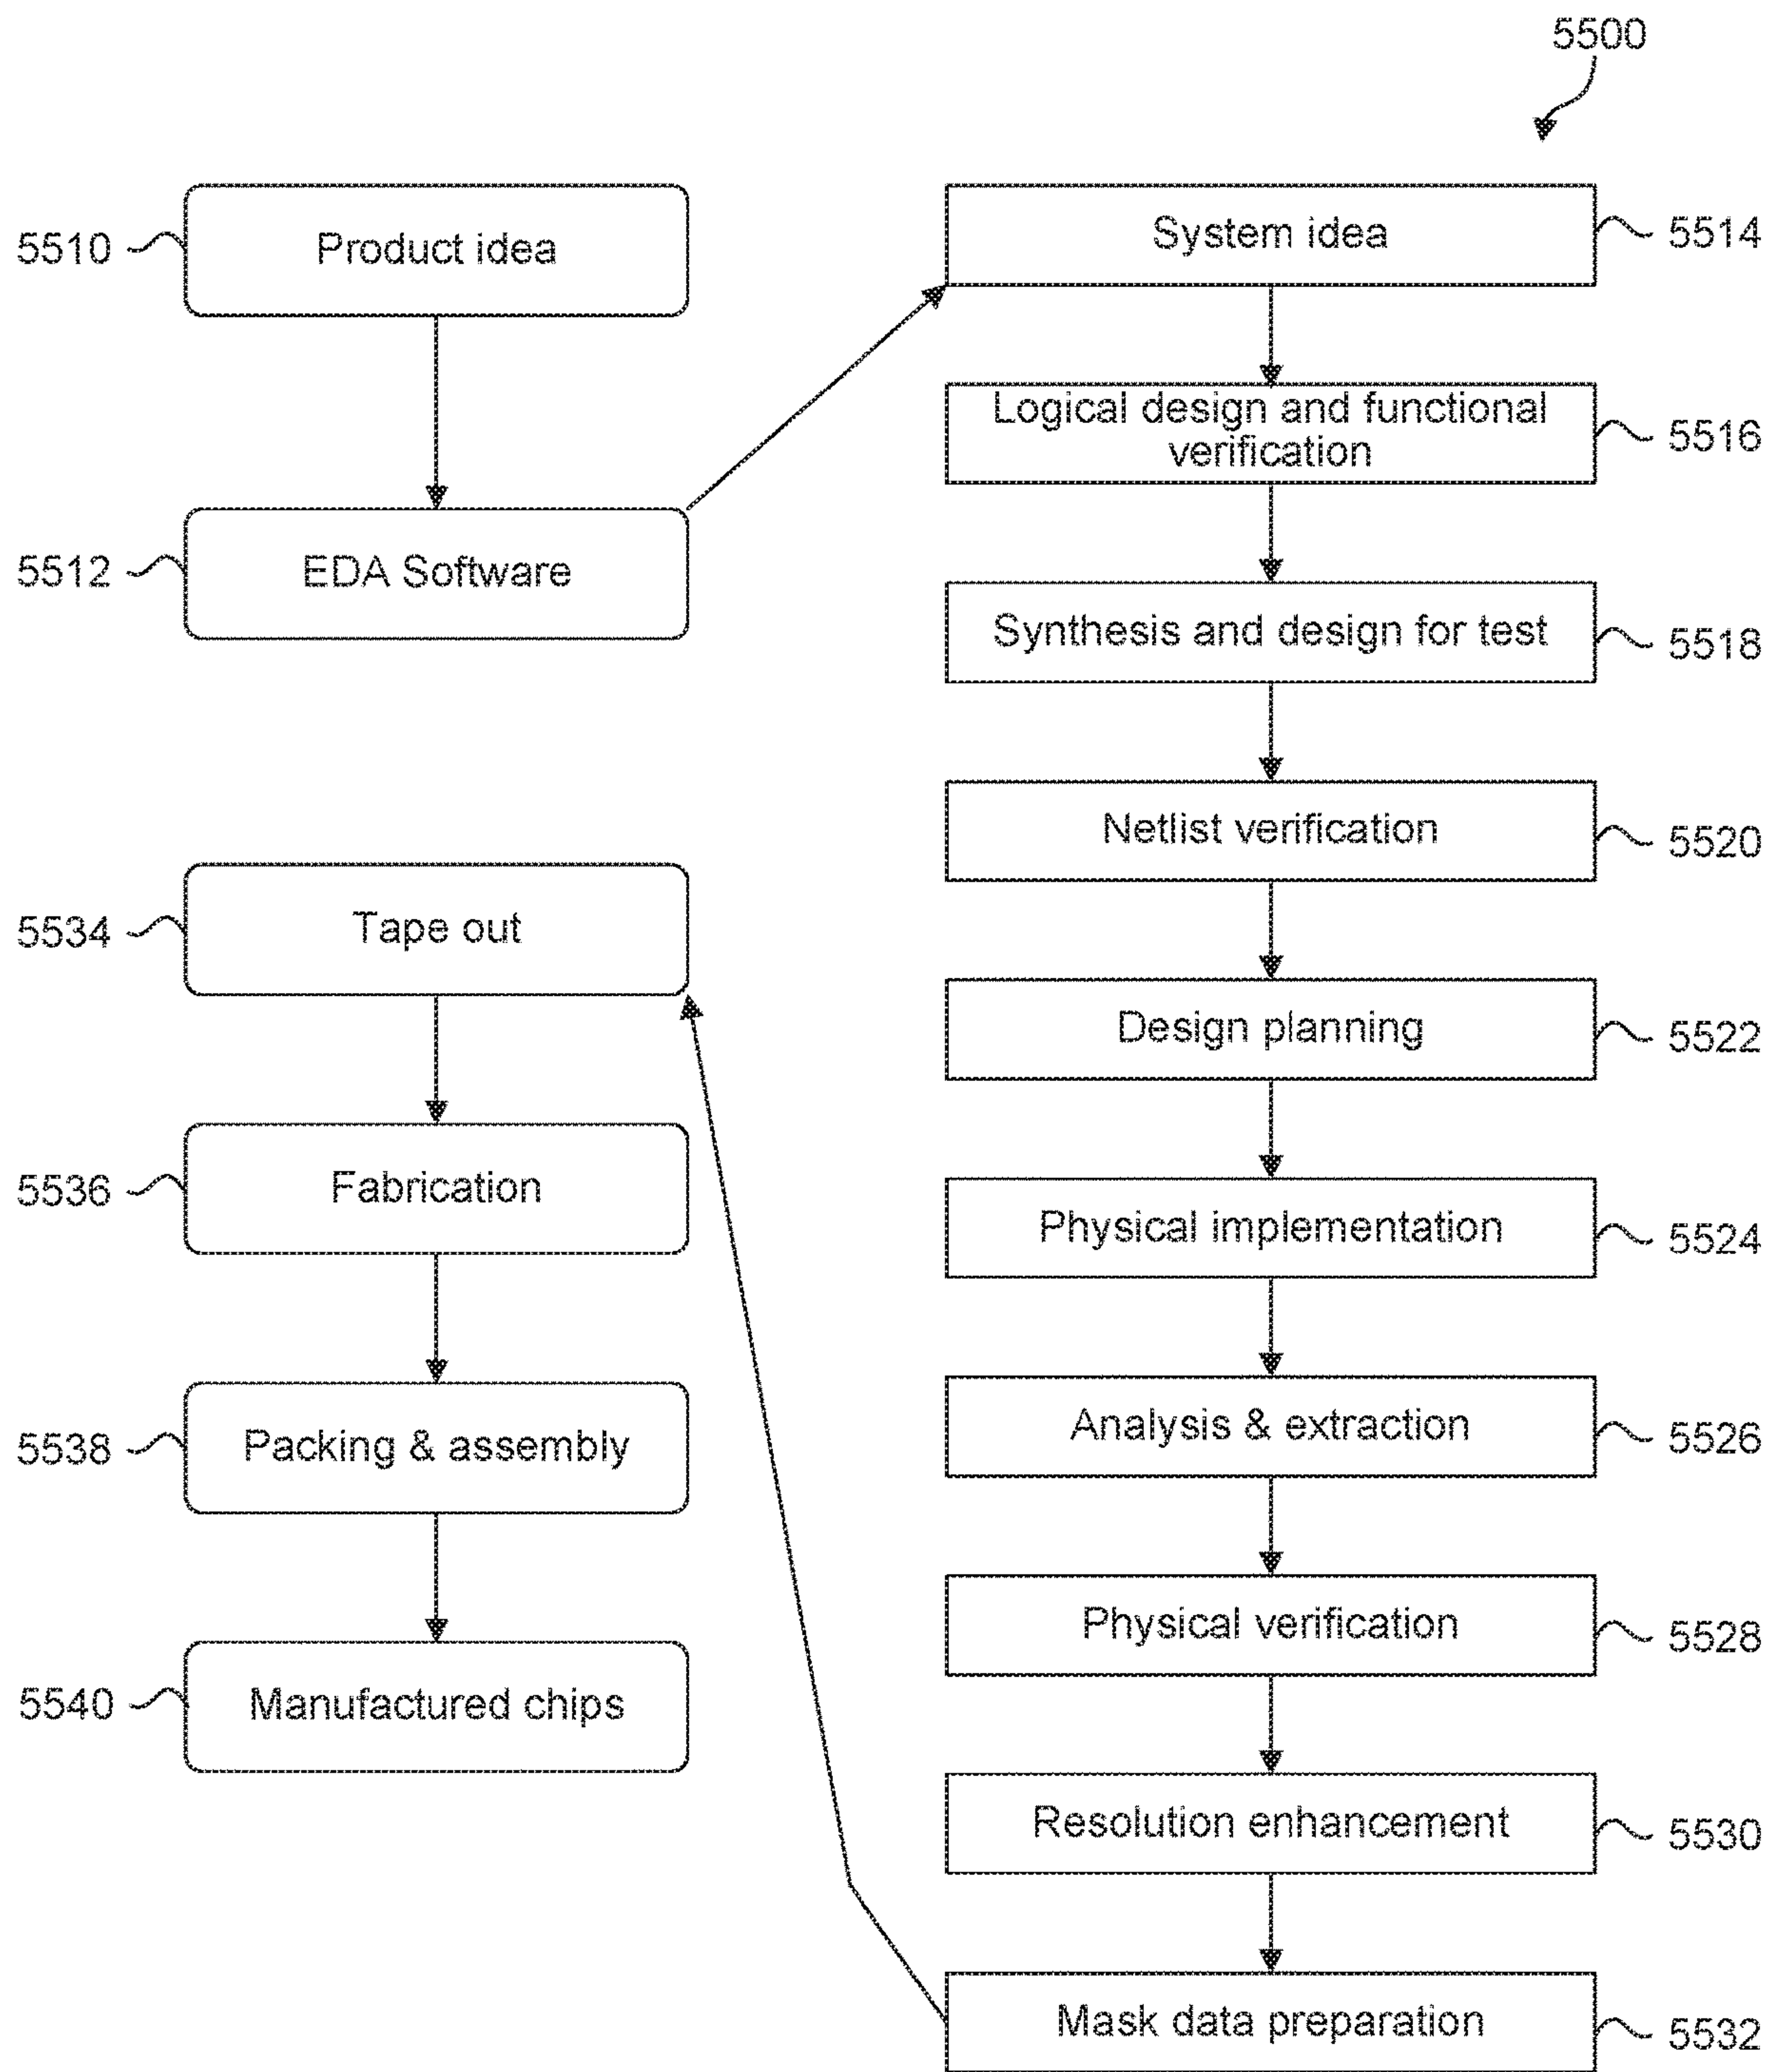 5500
5510
Product idea
5512
EDA Software
System idea
5514
Logical design and functional
verification
5516
Synthesis and design for test
5518
Netlist verification
5520
Design planning
5522
Physical implementation
5524
Analysis & extraction
5526
Physical verification
5528
Resolution enhancement
5530
Mask data preparation
5532
5534
Tape out
5536
Fabrication
5538
Packing & assembly
5540
Manufactured chips